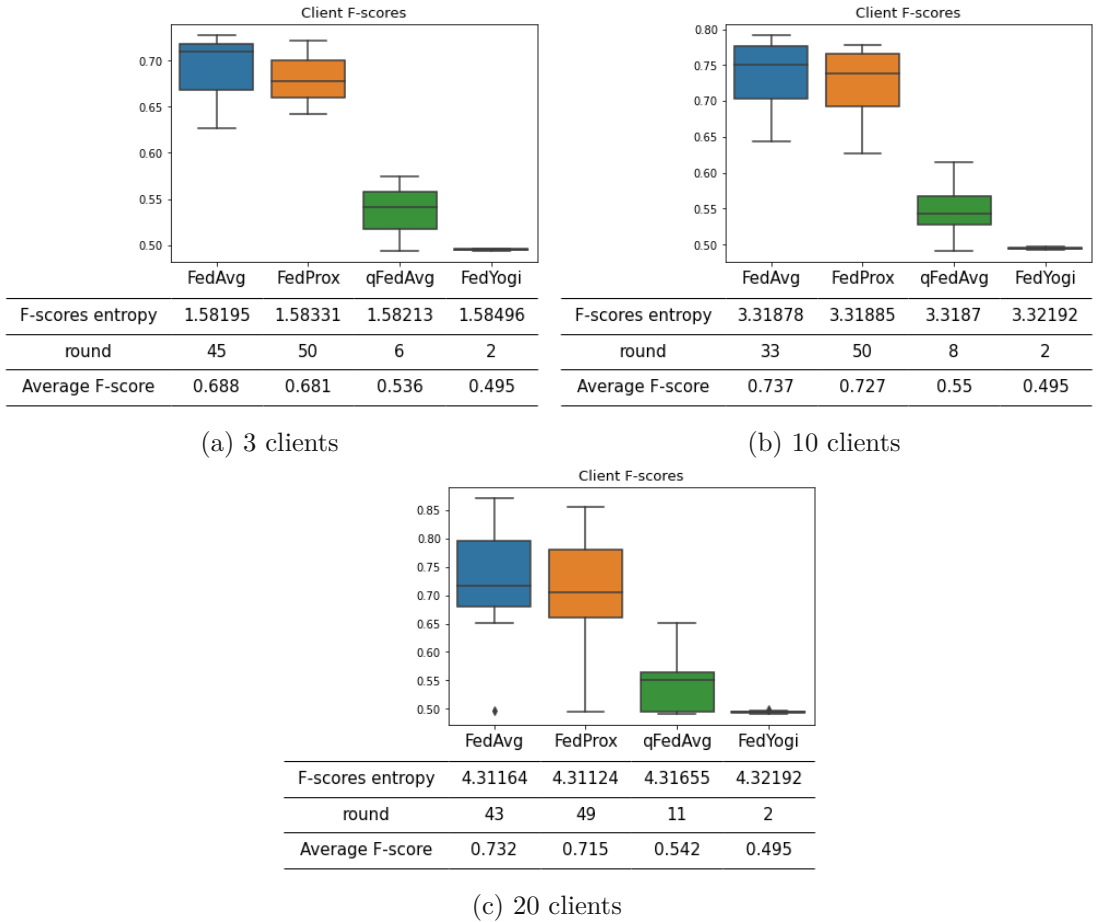 Client F-scores
0.70
0.65
0.60
0.55
0.50
FedAvg FedProx qFedAvg FedYogi
F-scores entropy 1.58195 1.58331 1.58213 1.58496
round 45 50 6 2
Average F-score 0.688 0.681 0.536 0.495
(a) 3 clients
Client F-scores
0.80
0.75
0.70
0.65
0.60
0.55
0.50
FedAvg FedProx qFedAvg FedYogi
F-scores entropy 3.31878 3.31885 3.3187 3.32192
round 33 50 8 2
Average F-score 0.737 0.727 0.55 0.495
(b) 10 clients
Client F-scores
0.85
0.80
0.75
0.70
0.65
0.60
0.55
0.50
FedAvg FedProx qFedAvg FedYogi
F-scores entropy 4.31164 4.31124 4.31655 4.32192
round 43 49 11 2
Average F-score 0.732 0.715 0.542 0.495
(c) 20 clients